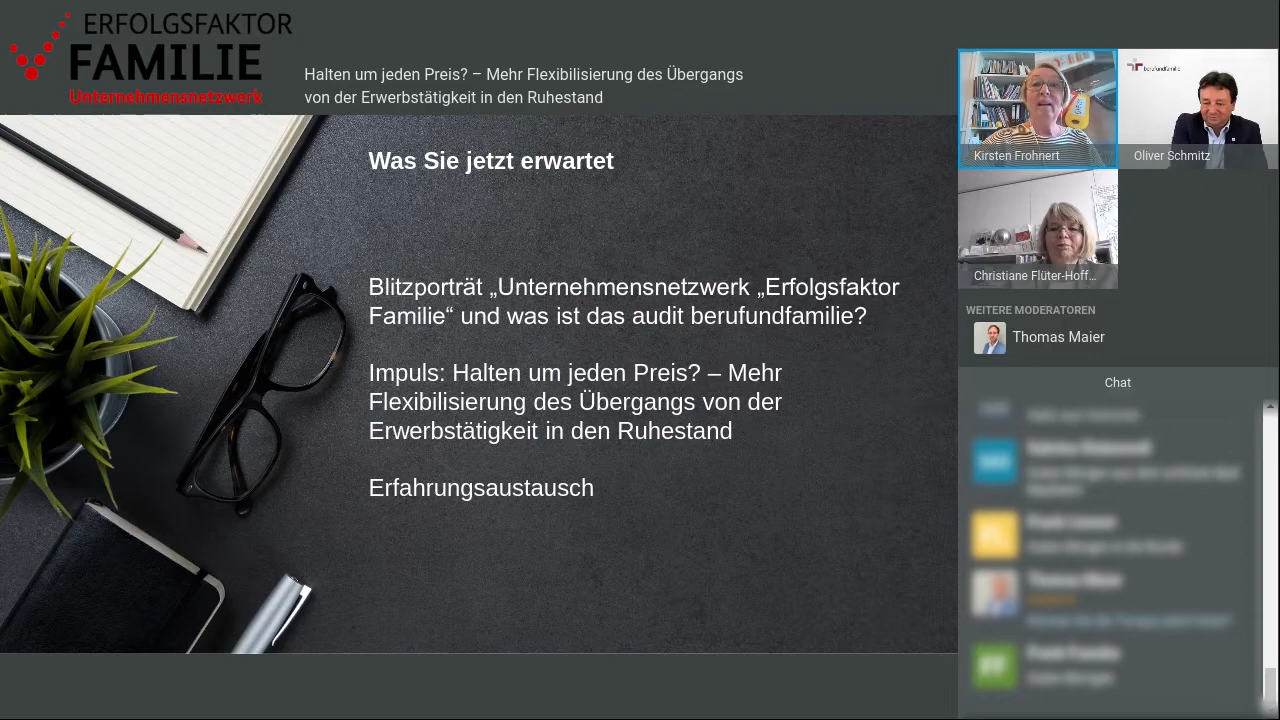 ERFOLGSFAKTOR
FAMILIE
Unternehmensnetzwerk
Halten um jeden Preis? – Mehr Flexibilisierung des Übergangs
von der Erwerbstätigkeit in den Ruhestand
Was Sie jetzt erwartet
Blitzporträt „Unternehmensnetzwerk „Erfolgsfaktor
Familie“ und was ist das audit berufundfamilie?
Impuls: Halten um jeden Preis? – Mehr
Flexibilisierung des Übergangs von der
Erwerbstätigkeit in den Ruhestand
Erfahrungsaustausch
berufundfamilie
Kirsten Frohnert
Oliver Schmitz
Christiane Flüter-Hoff...
WEITERE MODERATOREN
Thomas Maier
Chat